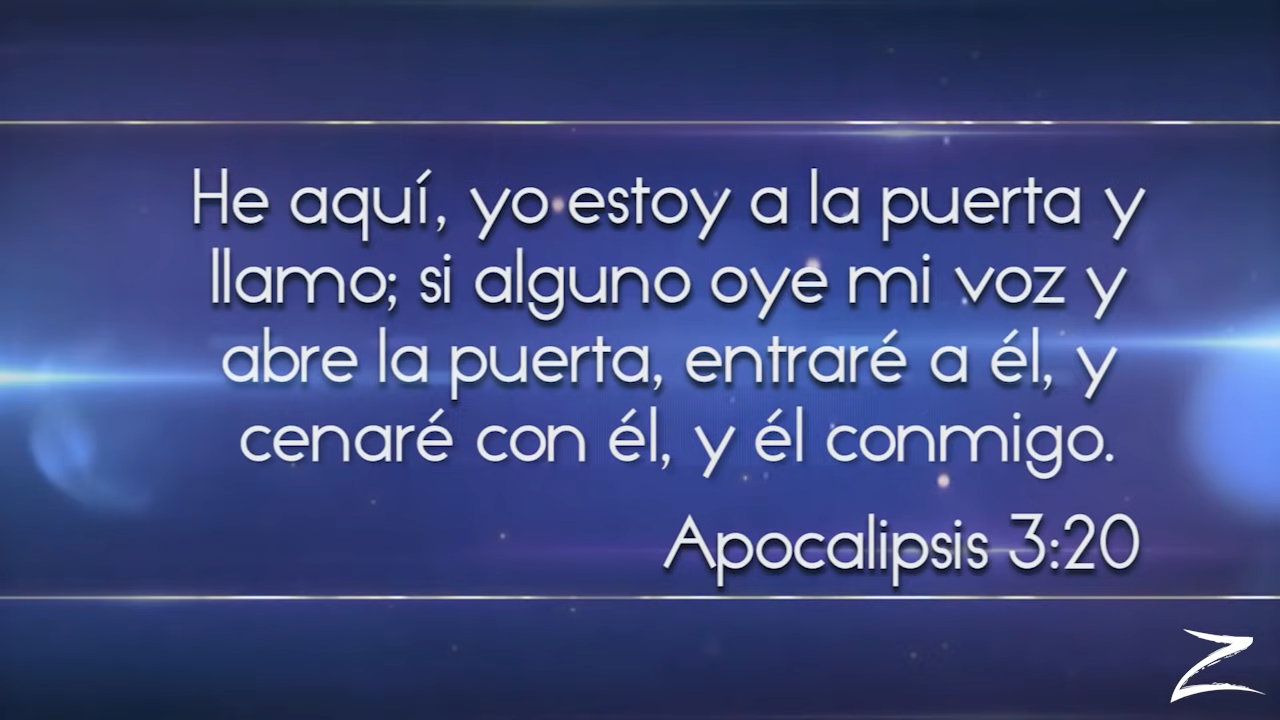 He aquí, yo estoy a la puerta y
llamo; si alguno oye mi voz y
abre la puerta, entraré a él, y
cenaré con él, y él conmigo.
Apocalipsis 3:20
Z